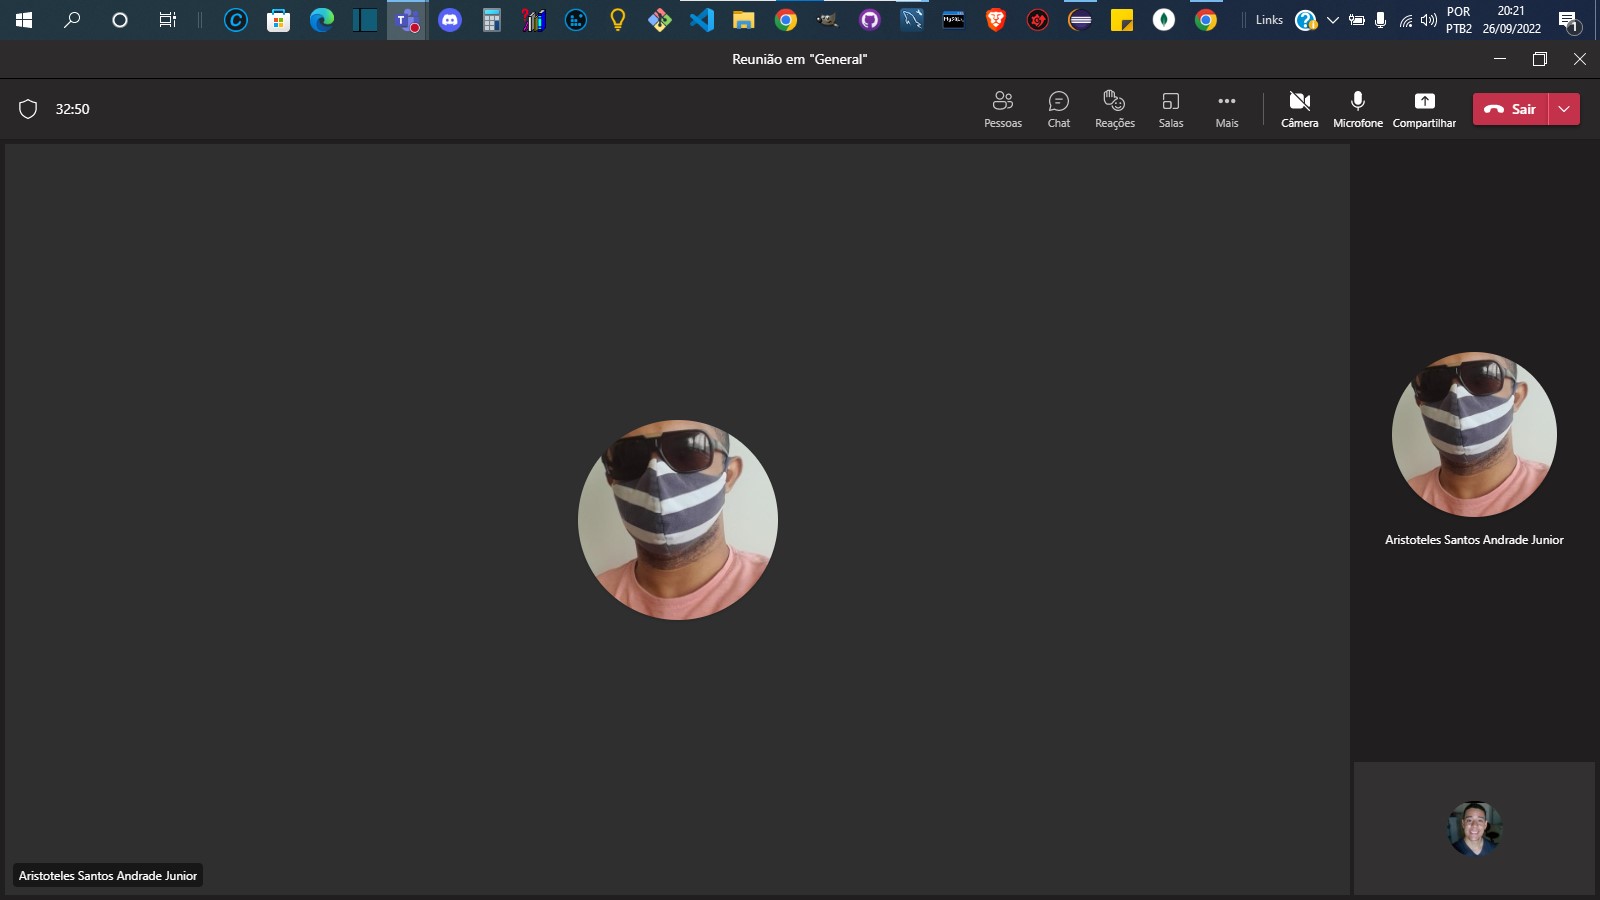 Links
POR
PTB2
20:21
26/09/2022
1
Reunião em "General"
32:50
Pessoas
Chat
Reações
Salas
Mais
Câmera
Microfone
Compartilhar
Sair
Aristoteles Santos Andrade Junior
Aristoteles Santos Andrade Junior